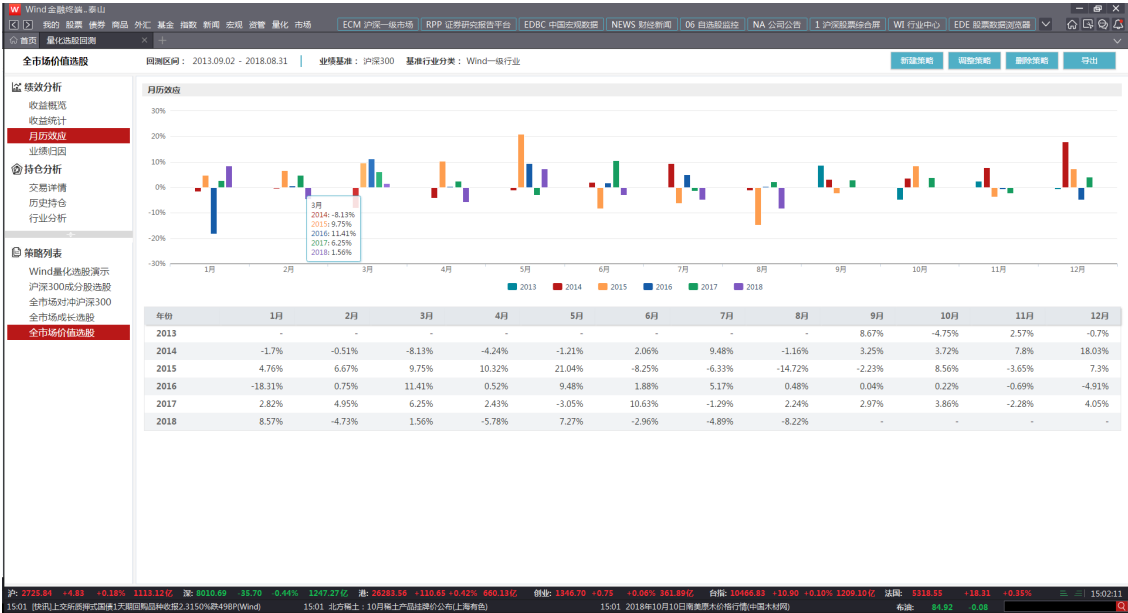 Wind金融终端..泰山
我的 股票 债券 商品 外汇 基金 指数 新闻 宏观 资管 量化 市场 ECM 沪深一级市场 RPP 证券研究报告平台 EDBC 中国宏观数据 NEWS 财经新闻 06 自选股监控 NA 公司公告 1 沪深股票综合屏 WI 行业中心 EDE 股票数据浏览器
首页 量化选股回测
全市场价值选股 回测区间: 2013.09.02 - 2018.08.31 业绩基准: 沪深300 基准行业分类: Wind一级行业 新建策略 调整策略 删除策略 导出
绩效分析
收益概览
收益统计
月历效应
业绩归因
持仓分析
交易详情
历史持仓
行业分析
策略列表
Wind量化选股演示
沪深300成分股选股
全市场对冲沪深300
全市场成长选股
全市场价值选股
月历效应
30%
20%
10%
0%
-10%
-20%
-30%
3月
2014: -8.13%
2015: 9.75%
2016: 11.41%
2017: 6.25%
2018: 1.56%
1月 2月 3月 4月 5月 6月 7月 8月 9月 10月 11月 12月
2013 2014 2015 2016 2017 2018
年份 1月 2月 3月 4月 5月 6月 7月 8月 9月 10月 11月 12月
2013 - - - - - - - - 8.67% -4.75% 2.57% -0.7%
2014 -1.7% -0.51% -8.13% -4.24% -1.21% 2.06% 9.48% -1.16% 3.25% 3.72% 7.8% 18.03%
2015 4.76% 6.67% 9.75% 10.32% 21.04% -8.25% -6.33% -14.72% -2.23% 8.56% -3.65% 7.3%
2016 -18.31% 0.75% 11.41% 0.52% 9.48% 1.88% 5.17% 0.48% 0.04% 0.22% -0.69% -4.91%
2017 2.82% 4.95% 6.25% 2.43% -3.05% 10.63% -1.29% 2.24% 2.97% 3.86% -2.28% 4.05%
2018 8.57% -4.73% 1.56% -5.78% 7.27% -2.96% -4.89% -8.22% - - - -
沪: 2725.84 +4.83 +0.18% 1113.12亿 深: 8010.69 -35.70 -0.44% 1247.27亿 港: 26283.56 +110.65 +0.42% 660.13亿 创业: 1346.70 +0.75 +0.06% 361.89亿 台指: 10466.83 +10.90 +0.10% 1209.10亿 法国: 5318.55 +18.31 +0.35% 15:02:11
15:01 [快讯]上交所质押式国债1天期回购品种收报2.3150%跌49BP(Wind) 15:01 北方稀土：10月稀土产品挂牌价公布(上海有色) 15:01 2018年10月10日南美原木价格行情(中国木材网) 布油: 84.92 -0.08